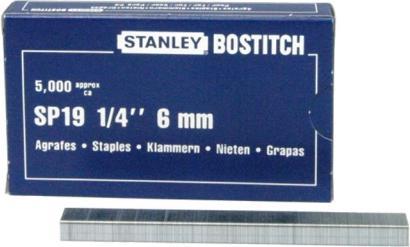 STANLEY BOSTITCH
5,000 approx
ca
SP19 1/4'' 6 mm
Agrafes • Staples • Klammern • Nieten • Grapas